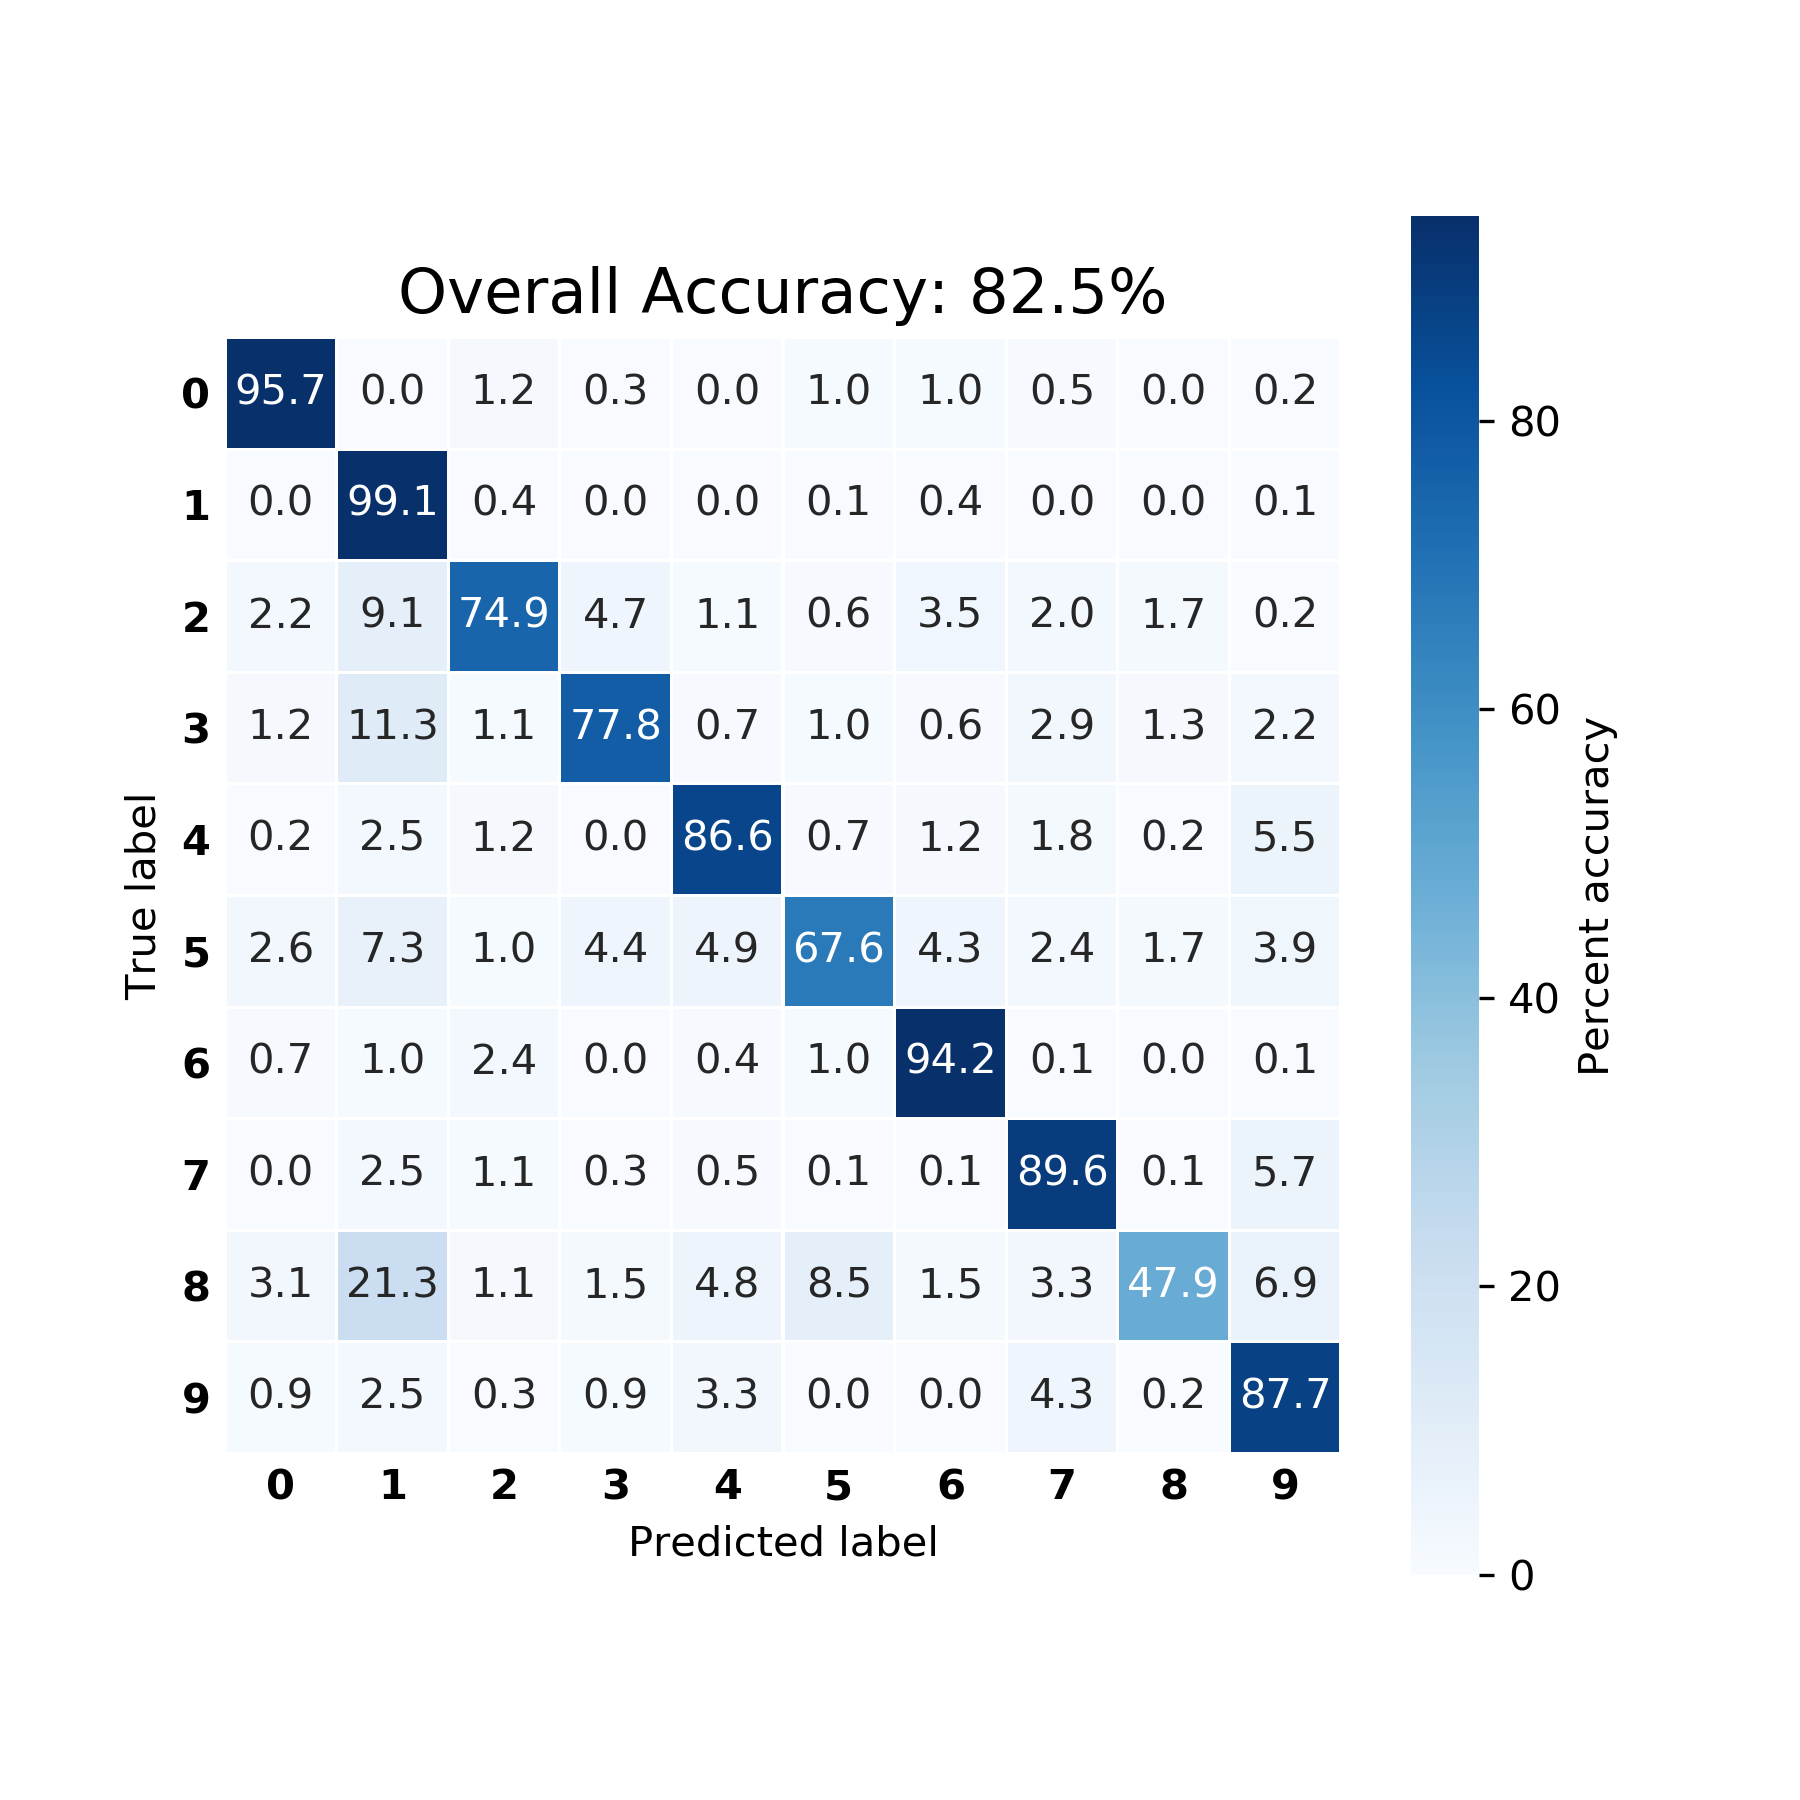 Overall Accuracy: 82.5%
0 95.7 0.0 1.2 0.3 0.0 1.0 1.0 0.5 0.0 0.2
1 0.0 99.1 0.4 0.0 0.0 0.1 0.4 0.0 0.0 0.1
2 2.2 9.1 74.9 4.7 1.1 0.6 3.5 2.0 1.7 0.2
3 1.2 11.3 1.1 77.8 0.7 1.0 0.6 2.9 1.3 2.2
4 0.2 2.5 1.2 0.0 86.6 0.7 1.2 1.8 0.2 5.5
5 2.6 7.3 1.0 4.4 4.9 67.6 4.3 2.4 1.7 3.9
6 0.7 1.0 2.4 0.0 0.4 1.0 94.2 0.1 0.0 0.1
7 0.0 2.5 1.1 0.3 0.5 0.1 0.1 89.6 0.1 5.7
8 3.1 21.3 1.1 1.5 4.8 8.5 1.5 3.3 47.9 6.9
9 0.9 2.5 0.3 0.9 3.3 0.0 0.0 4.3 0.2 87.7
0 1 2 3 4 5 6 7 8 9
Predicted label
True label
80
60
40
20
0
Percent accuracy